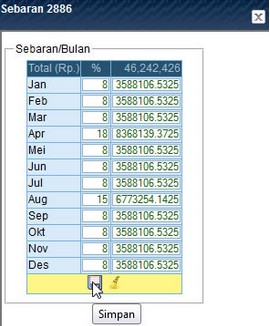 Sebaran 2886
Sebaran/Bulan
Total (Rp.) % 46,242,426
Jan 8 3588106.5325
Feb 8 3588106.5325
Mar 8 3588106.5325
Apr 18 8368139.3725
Mei 8 3588106.5325
Jun 8 3588106.5325
Jul 8 3588106.5325
Aug 15 6773254.1425
Sep 8 3588106.5325
Okt 8 3588106.5325
Nov 8 3588106.5325
Des 8 3588106.5325
Simpan